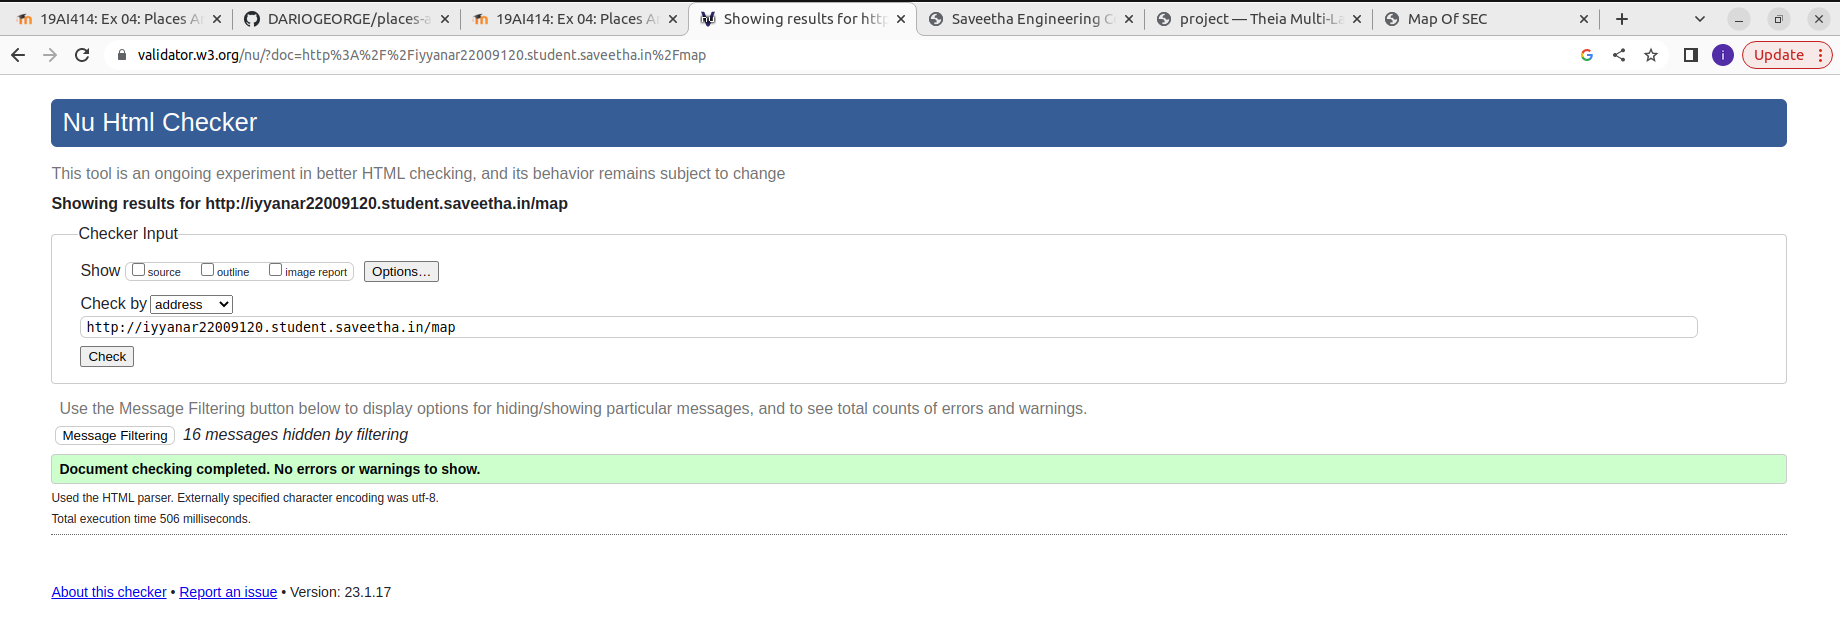 19AI414: Ex 04: Places A
DARIOGEORGE/places-a
19AI414: Ex 04: Places A
Showing results for http
Saveetha Engineering C
project — Theia Multi-La
Map Of SEC
validator.w3.org/nu/?doc=http%3A%2F%2Fiyyanar22009120.student.saveetha.in%2Fmap
i
Update
Nu Html Checker
This tool is an ongoing experiment in better HTML checking, and its behavior remains subject to change
Showing results for http://iyyanar22009120.student.saveetha.in/map
Checker Input
Show source outline image report Options…
Check by address
http://iyyanar22009120.student.saveetha.in/map
Check
Use the Message Filtering button below to display options for hiding/showing particular messages, and to see total counts of errors and warnings.
Message Filtering 16 messages hidden by filtering
Document checking completed. No errors or warnings to show.
Used the HTML parser. Externally specified character encoding was utf-8.
Total execution time 506 milliseconds.
About this checker • Report an issue • Version: 23.1.17